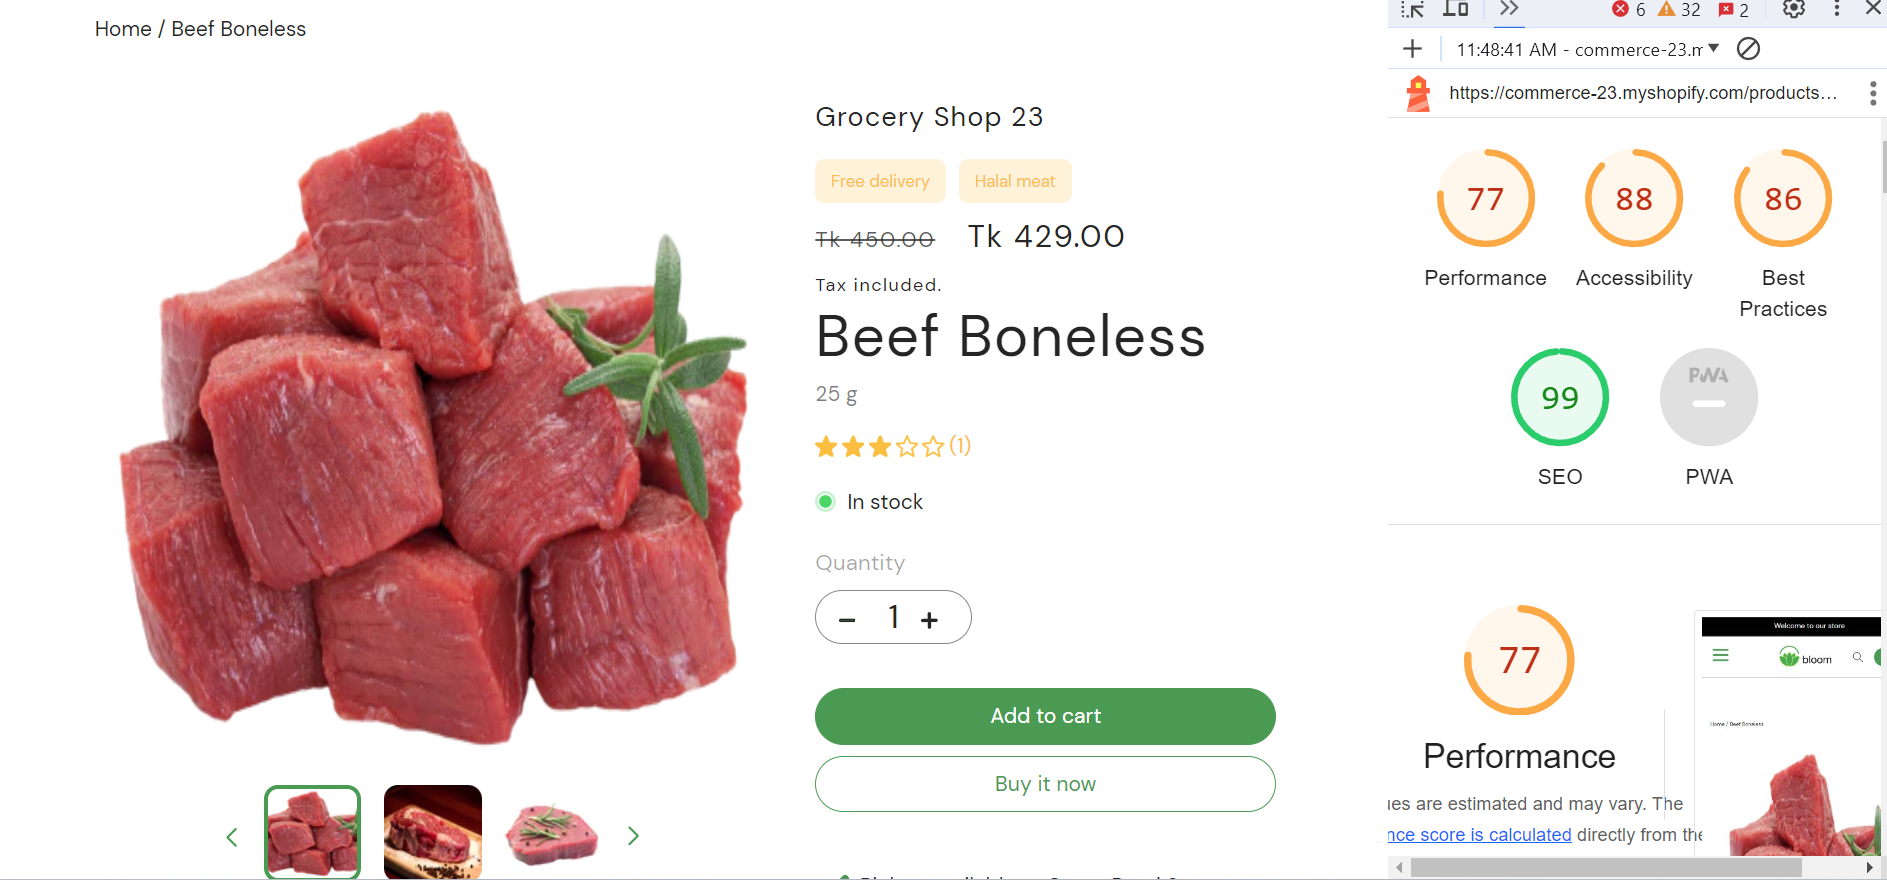 Home / Beef Boneless
Grocery Shop 23
Free delivery
Halal meat
Tk 450.00 Tk 429.00
Tax included.
Beef Boneless
25 g
(1)
In stock
Quantity
1
Add to cart
Buy it now
6 32 2
11:48:41 AM - commerce-23.m
https://commerce-23.myshopify.com/products…
77 88 86
Performance Accessibility Best
Practices
99 PWA
SEO PWA
77
Performance
are estimated and may vary. The
score is calculated directly from the
Welcome to our store
bloom
Home / Beef Boneless